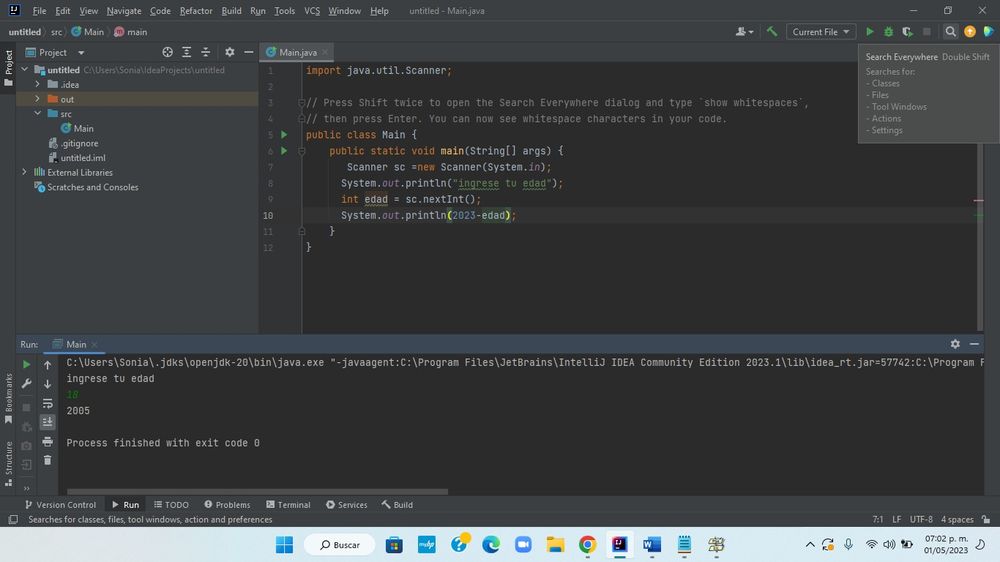 File Edit View Navigate Code Refactor Build Run Tools VCS Window Help untitled - Main.java
untitled src Main main
Current File
Project
Main.java
Search Everywhere Double Shift
Searches for:
- Classes
- Files
- Tool Windows
- Actions
- Settings
Project
untitled C:\Users\Sonia\IdeaProjects\untitled
.idea
out
src
Main
.gitignore
untitled.iml
External Libraries
Scratches and Consoles
1 import java.util.Scanner;
2
3 // Press Shift twice to open the Search Everywhere dialog and type `show whitespaces`,
4 // then press Enter. You can now see whitespace characters in your code.
5 public class Main {
6 public static void main(String[] args) {
7 Scanner sc =new Scanner(System.in);
8 System.out.println("ingrese tu edad");
9 int edad = sc.nextInt();
10 System.out.println(2023-edad);
11 }
12 }
Run: Main
C:\Users\Sonia\.jdks\openjdk-20\bin\java.exe "-javaagent:C:\Program Files\JetBrains\IntelliJ IDEA Community Edition 2023.1\lib\idea_rt.jar=57742:C:\Program F
ingrese tu edad
18
2005
Process finished with exit code 0
Bookmarks
Structure
Version Control Run TODO Problems Terminal Services Build
Searches for classes, files, tool windows, action and preferences
7:1 LF UTF-8 4 spaces
Buscar
myhp
07:02 p. m.
01/05/2023